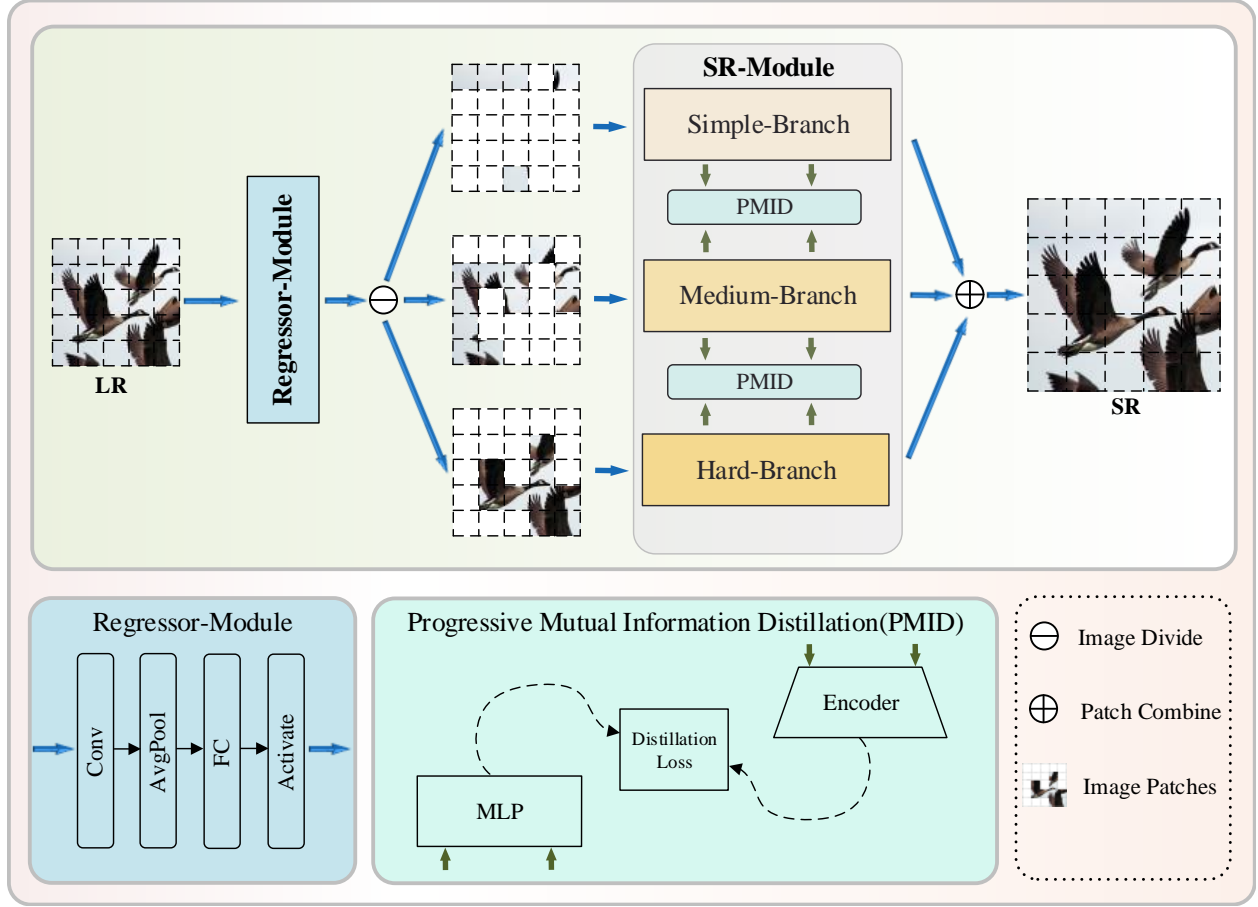 SR-Module
Simple-Branch
PMID
Regressor-Module
Medium-Branch
LR
PMID
SR
Hard-Branch
Regressor-Module
Conv
AvgPool
FC
Activate
Progressive Mutual Information Distillation(PMID)
Encoder
Distillation
Loss
MLP
Image Divide
Patch Combine
Image Patches